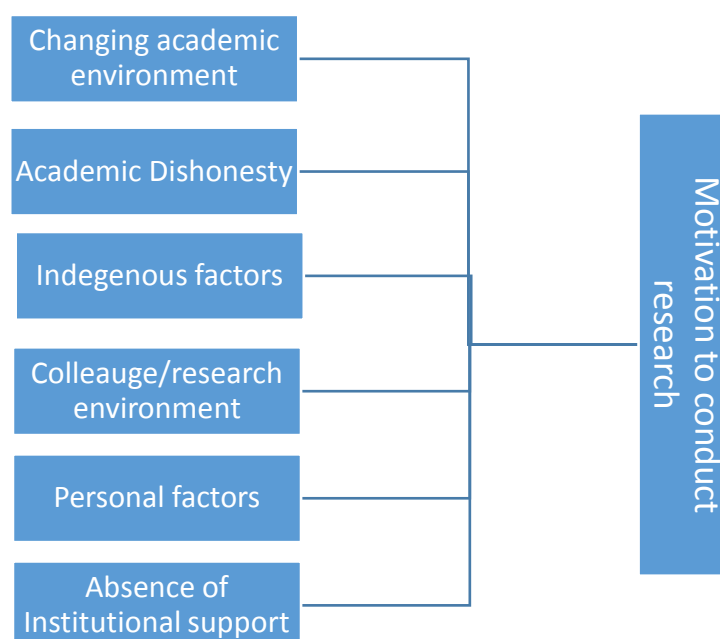 Changing academic
environment
Academic Dishonesty
Indegenous factors
Colleauge/research
environment
Personal factors
Absence of
Institutional support
Motivation to conduct
research